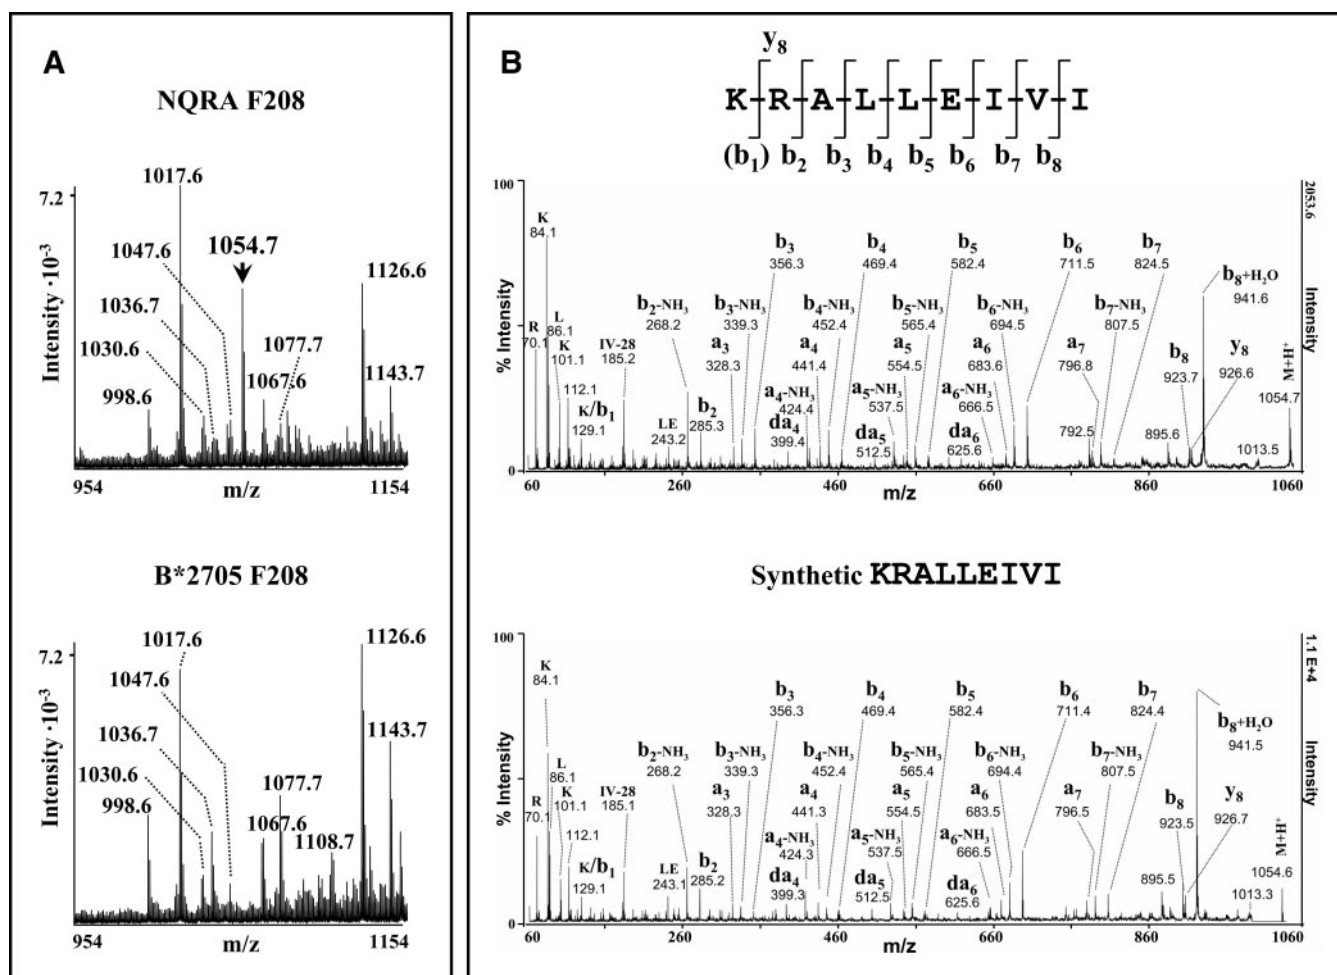 A
NQRA F208
7.2
Intensity ·10⁻³
1017.6
1047.6
1054.7
1036.7
1030.6
998.6
1077.7
1067.6
1126.6
1143.7
954
m/z
1154
B*2705 F208
7.2
Intensity ·10⁻³
1017.6
1047.6
1036.7
1030.6
998.6
1077.7
1067.6
1108.7
1126.6
1143.7
954
m/z
1154
B
y₈
K R A L L E I V I
(b₁) b₂ b₃ b₄ b₅ b₆ b₇ b₈
100
% Intensity
0
2053.6
Intensity
K
84.1
b₃
356.3
b₄
469.4
b₅
582.4
b₆
711.5
b₇
824.5
b₈+H₂O
941.6
b₂-NH₃
268.2
b₃-NH₃
339.3
b₄-NH₃
452.4
b₅-NH₃
565.4
b₆-NH₃
694.5
b₇-NH₃
807.5
R
70.1
L
86.1
K
101.1
112.1
IV-28
185.2
a₃
328.3
a₄
441.4
a₅
554.5
a₆
683.6
a₇
796.8
b₈
923.7
y₈
926.6
M+H⁺
1054.7
K/b₁
129.1
LE
243.2
b₂
285.3
a₄-NH₃
424.4
da₄
399.4
a₅-NH₃
537.5
da₅
512.5
a₆-NH₃
666.5
da₆
625.6
792.5
895.6
1013.5
60 260 460 660 860 1060
m/z
Synthetic KRALLEIVI
100
% Intensity
0
1.1 E+4
Intensity
K
84.1
b₃
356.3
b₄
469.4
b₅
582.4
b₆
711.4
b₇
824.4
b₈+H₂O
941.5
b₂-NH₃
268.2
b₃-NH₃
339.3
b₄-NH₃
452.4
b₅-NH₃
565.4
b₆-NH₃
694.4
b₇-NH₃
807.5
R
70.1
L
86.1
K
101.1
112.1
IV-28
185.1
a₃
328.3
a₄
441.3
a₅
554.5
a₆
683.5
a₇
796.5
b₈
923.5
y₈
926.7
M+H⁺
1054.6
K/b₁
129.1
LE
243.1
b₂
285.2
a₄-NH₃
424.3
da₄
399.3
a₅-NH₃
537.5
da₅
512.5
a₆-NH₃
666.5
da₆
625.6
895.5
1013.3
60 260 460 660 860 1060
m/z